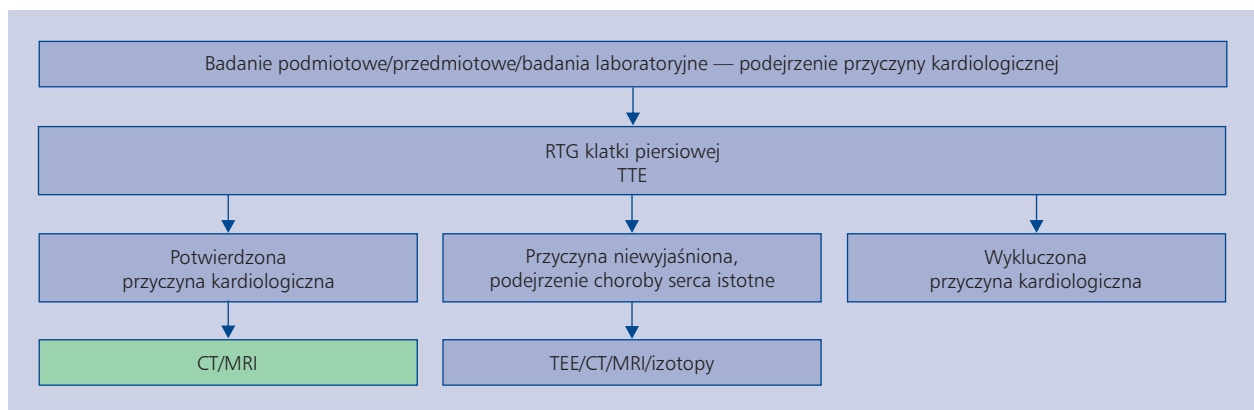 Badanie podmiotowe/przedmiotowe/badania laboratoryjne — podejrzenie przyczyny kardiologicznej
RTG klatki piersiowej
TTE
Potwierdzona
przyczyna kardiologiczna
Przyczyna niewyjaśniona,
podejrzenie choroby serca istotne
Wykluczona
przyczyna kardiologiczna
CT/MRI
TEE/CT/MRI/izotopy